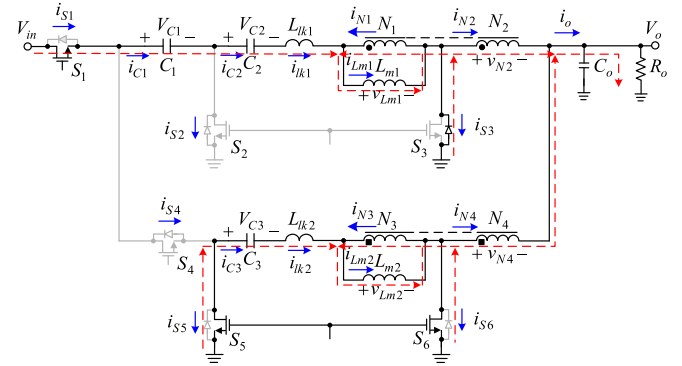 i_S1
V_in
S_1
+ V_C1 −
i_C1 C_1
+ V_C2 −
i_C2 C_2
L_lk1
i_lk1
i_N1 N_1
i_Lm1 L_m1
+ v_Lm1 −
i_N2 N_2
+ v_N2 −
i_o
V_o
C_o
R_o
i_S2
S_2
S_3
i_S3
i_S4
S_4
V_C3
+ −
i_C3 C_3
L_lk2
i_lk2
i_N3 N_3
i_Lm2 L_m2
+ v_Lm2 −
i_N4 N_4
+ v_N4 −
i_S5
S_5
S_6
i_S6